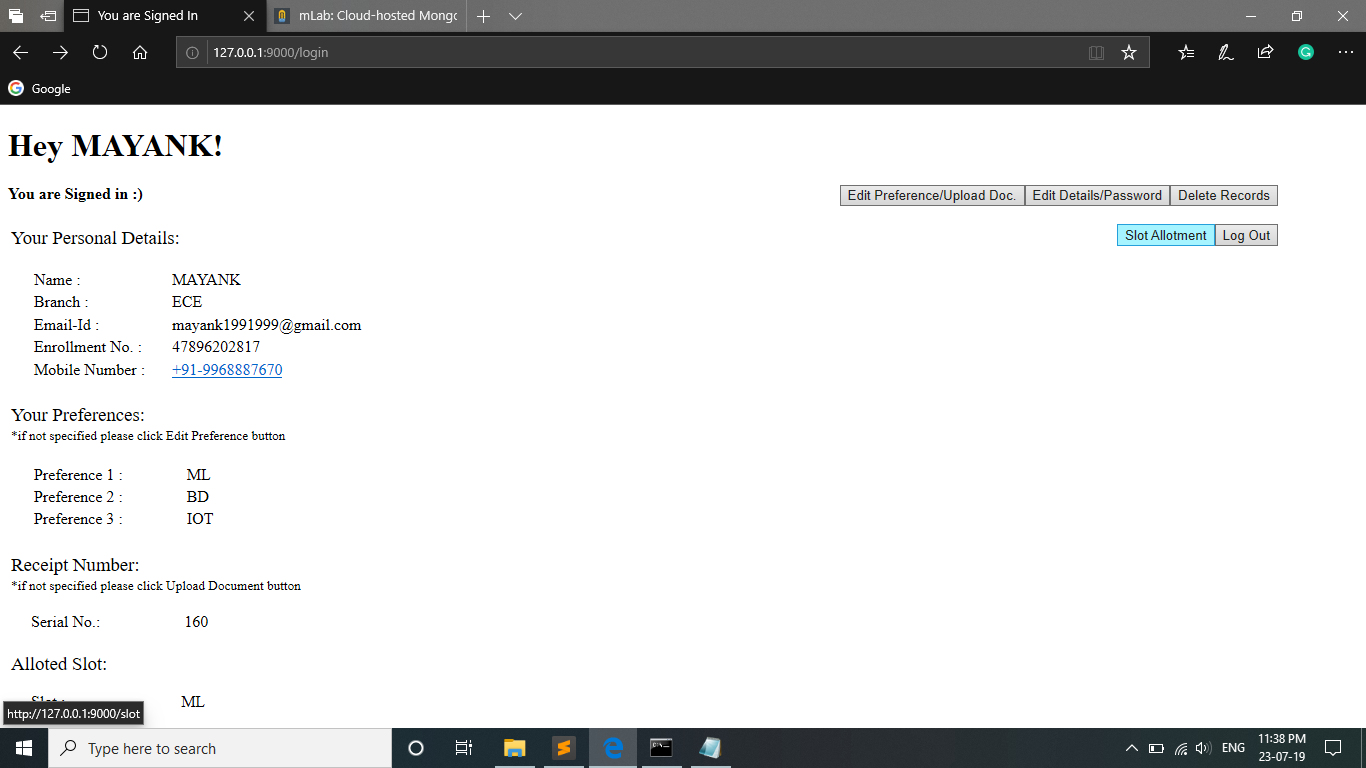 You are Signed In
mLab: Cloud-hosted Mong
127.0.0.1:9000/login
Google
Hey MAYANK!
You are Signed in :)
Edit Preference/Upload Doc. Edit Details/Password Delete Records
Slot Allotment Log Out
Your Personal Details:
Name : MAYANK
Branch : ECE
Email-Id : mayank1991999@gmail.com
Enrollment No. : 47896202817
Mobile Number : +91-9968887670
Your Preferences:
*if not specified please click Edit Preference button
Preference 1 : ML
Preference 2 : BD
Preference 3 : IOT
Receipt Number:
*if not specified please click Upload Document button
Serial No.: 160
Alloted Slot:
Slot : ML
http://127.0.0.1:9000/slot
Type here to search
ENG
11:38 PM
23-07-19